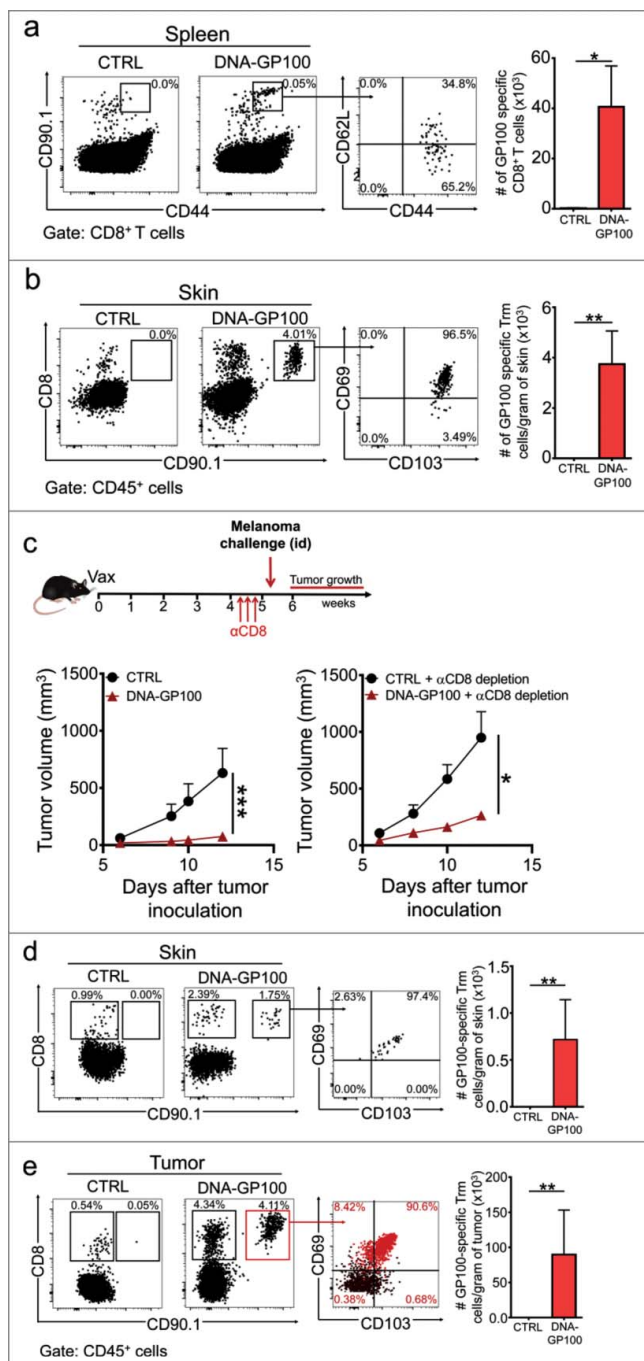 a
Spleen
CTRL
DNA-GP100
0.0%
0.05%
CD90.1
CD44
Gate: CD8+ T cells
0.0%
34.8%
CD62L
0.0%
65.2%
CD44
# of GP100 specific
CD8+ T cells (x10³)
60
40
20
0
*
CTRL
DNA-
GP100
b
Skin
CTRL
DNA-GP100
0.0%
4.01%
CD8
CD90.1
Gate: CD45+ cells
0.0%
96.5%
CD69
0.0%
3.49%
CD103
# of GP100 specific Trm
cells/gram of skin (x10³)
6
4
2
0
**
CTRL
DNA-
GP100
c
Melanoma
challenge (id)
Vax
Tumor growth
0 1 2 3 4 5 6 weeks
αCD8
CTRL
DNA-GP100
Tumor volume (mm³)
1500
1000
500
0
***
5 10 15
Days after tumor
inoculation
CTRL + αCD8 depletion
DNA-GP100 + αCD8 depletion
Tumor volume (mm³)
1500
1000
500
0
*
5 10 15
Days after tumor
inoculation
d
Skin
CTRL
DNA-GP100
0.99% 0.00%
2.39% 1.75%
CD8
CD90.1
2.63% 97.4%
CD69
0.00% 0.00%
CD103
# GP100-specific Trm
cells/gram of skin (x10³)
1.5
1.0
0.5
0.0
**
CTRL
DNA-
GP100
e
Tumor
CTRL
DNA-GP100
0.54% 0.05%
4.34% 4.11%
CD8
CD90.1
Gate: CD45+ cells
8.42% 90.6%
CD69
0.38% 0.68%
CD103
# GP100-specific Trm
cells/gram of tumor (x10³)
200
150
100
50
0
**
CTRL
DNA-
GP100